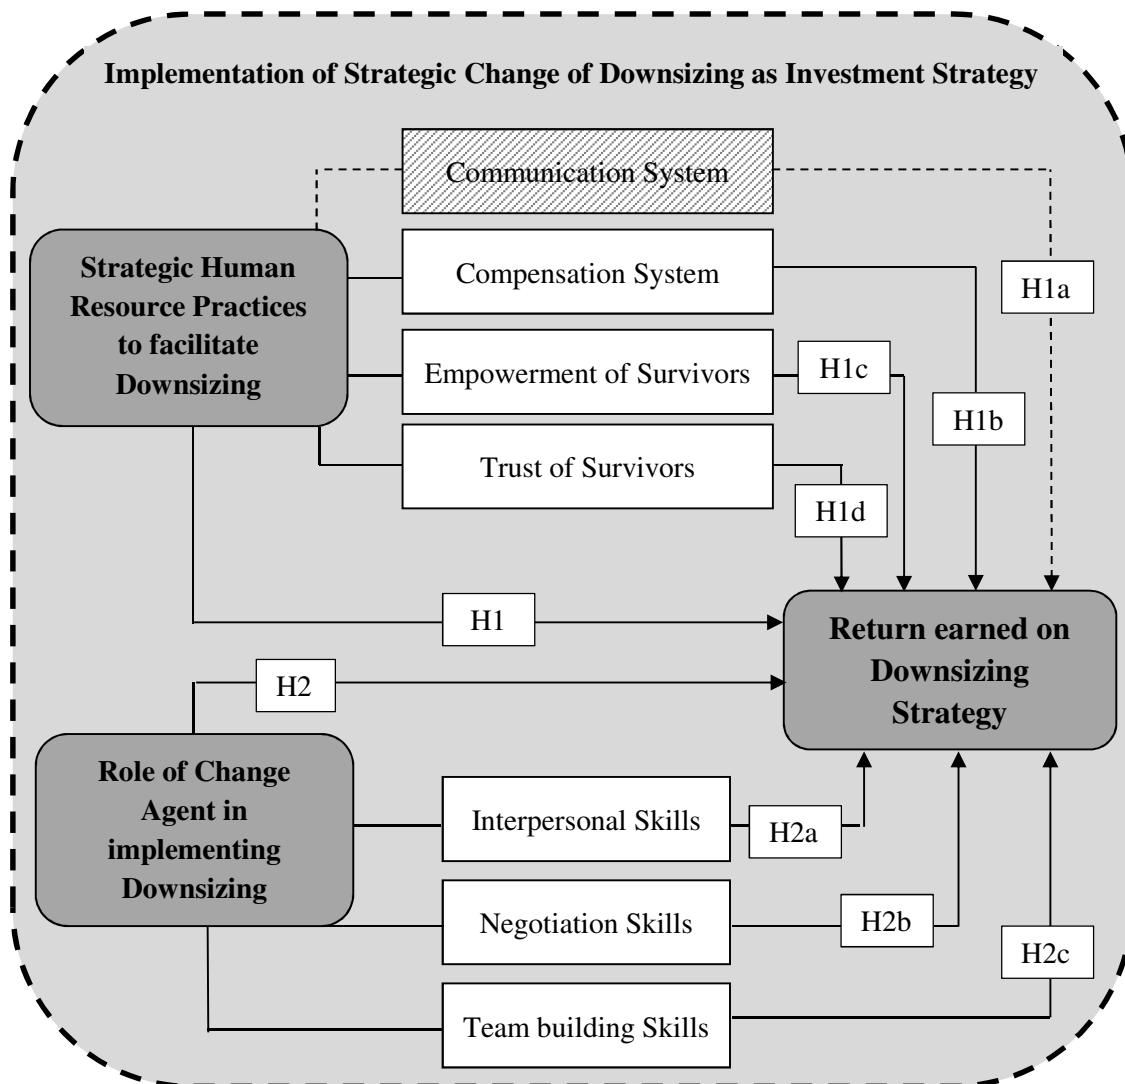 Implementation of Strategic Change of Downsizing as Investment Strategy
Communication System
Strategic Human
Resource Practices
to facilitate
Downsizing
Compensation System
H1a
Empowerment of Survivors
H1c
H1b
Trust of Survivors
H1d
H1
Return earned on
Downsizing
Strategy
H2
Role of Change
Agent in
implementing
Downsizing
Interpersonal Skills
H2a
Negotiation Skills
H2b
H2c
Team building Skills